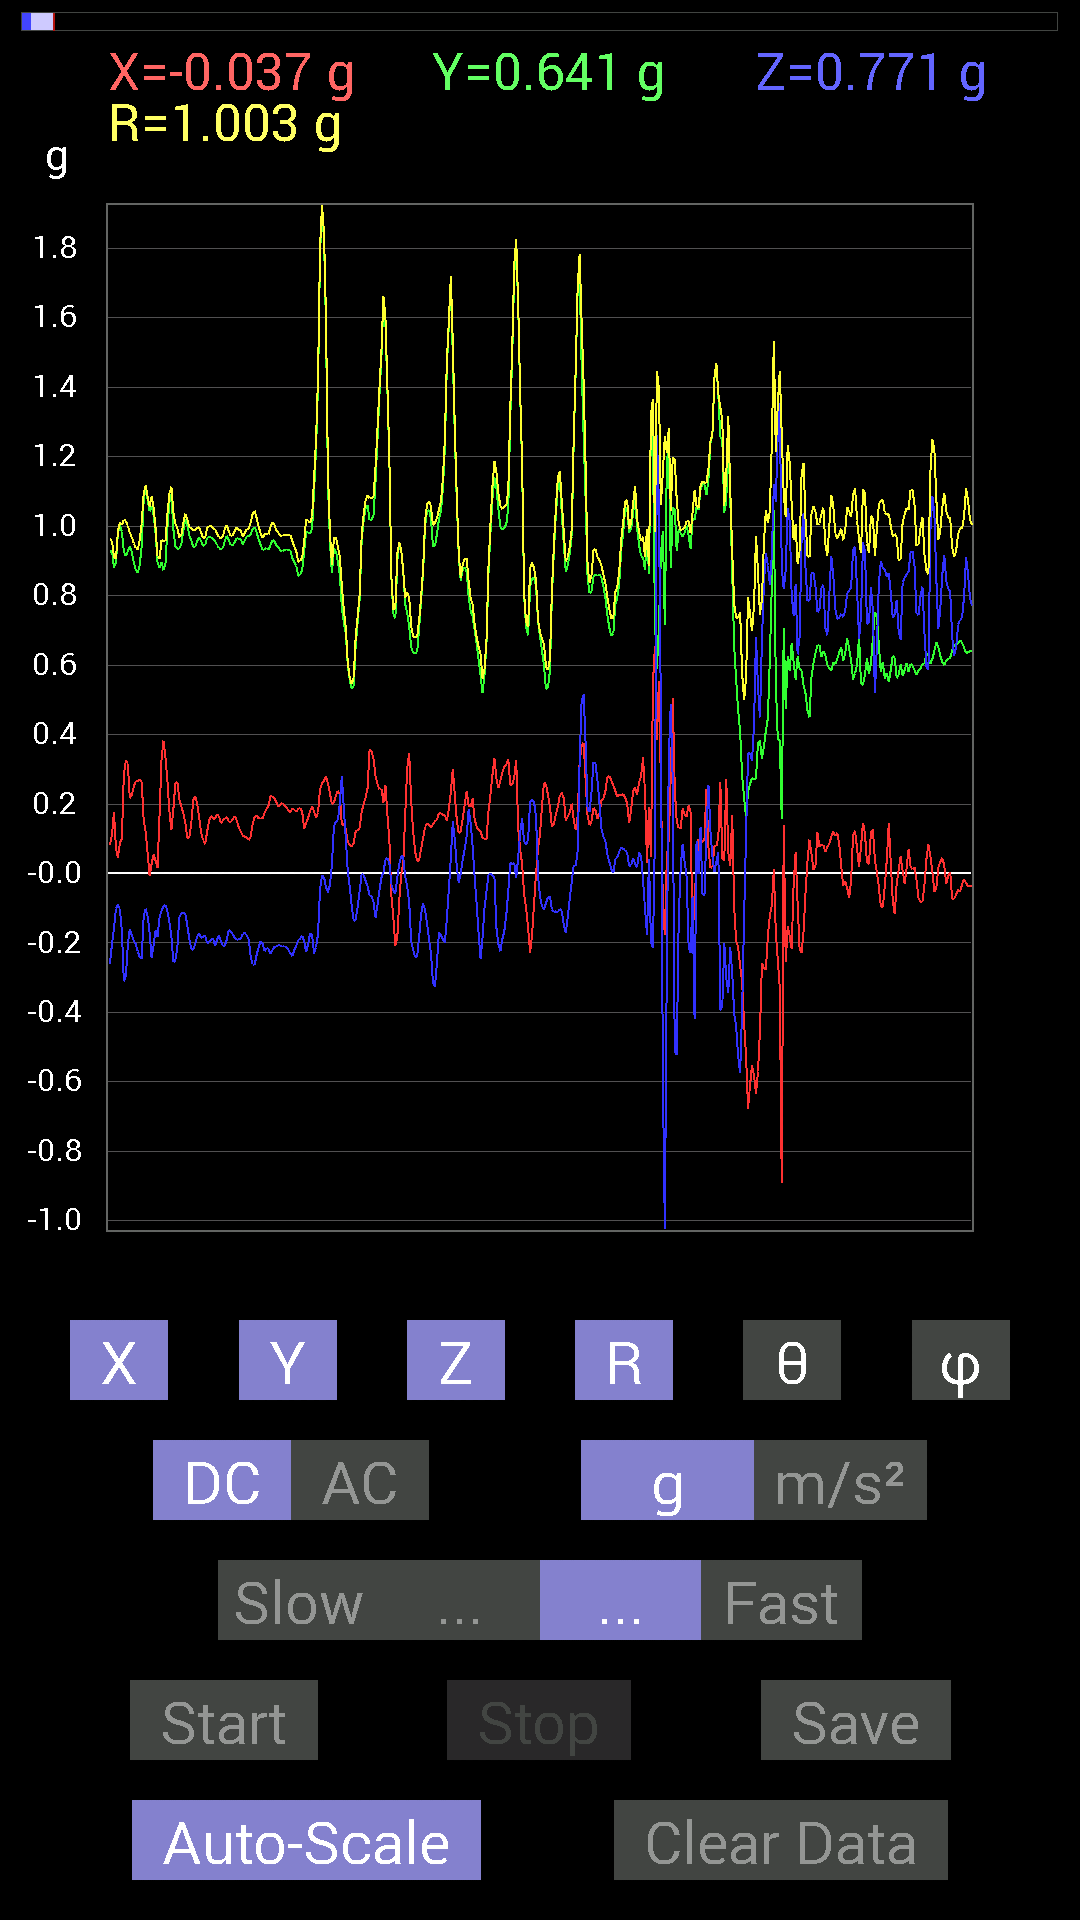 X=-0.037 g Y=0.641 g Z=0.771 g
R=1.003 g
g
1.8
1.6
1.4
1.2
1.0
0.8
0.6
0.4
0.2
-0.0
-0.2
-0.4
-0.6
-0.8
-1.0
X Y Z R θ φ
DC AC g m/s²
Slow ... ... Fast
Start Stop Save
Auto-Scale Clear Data